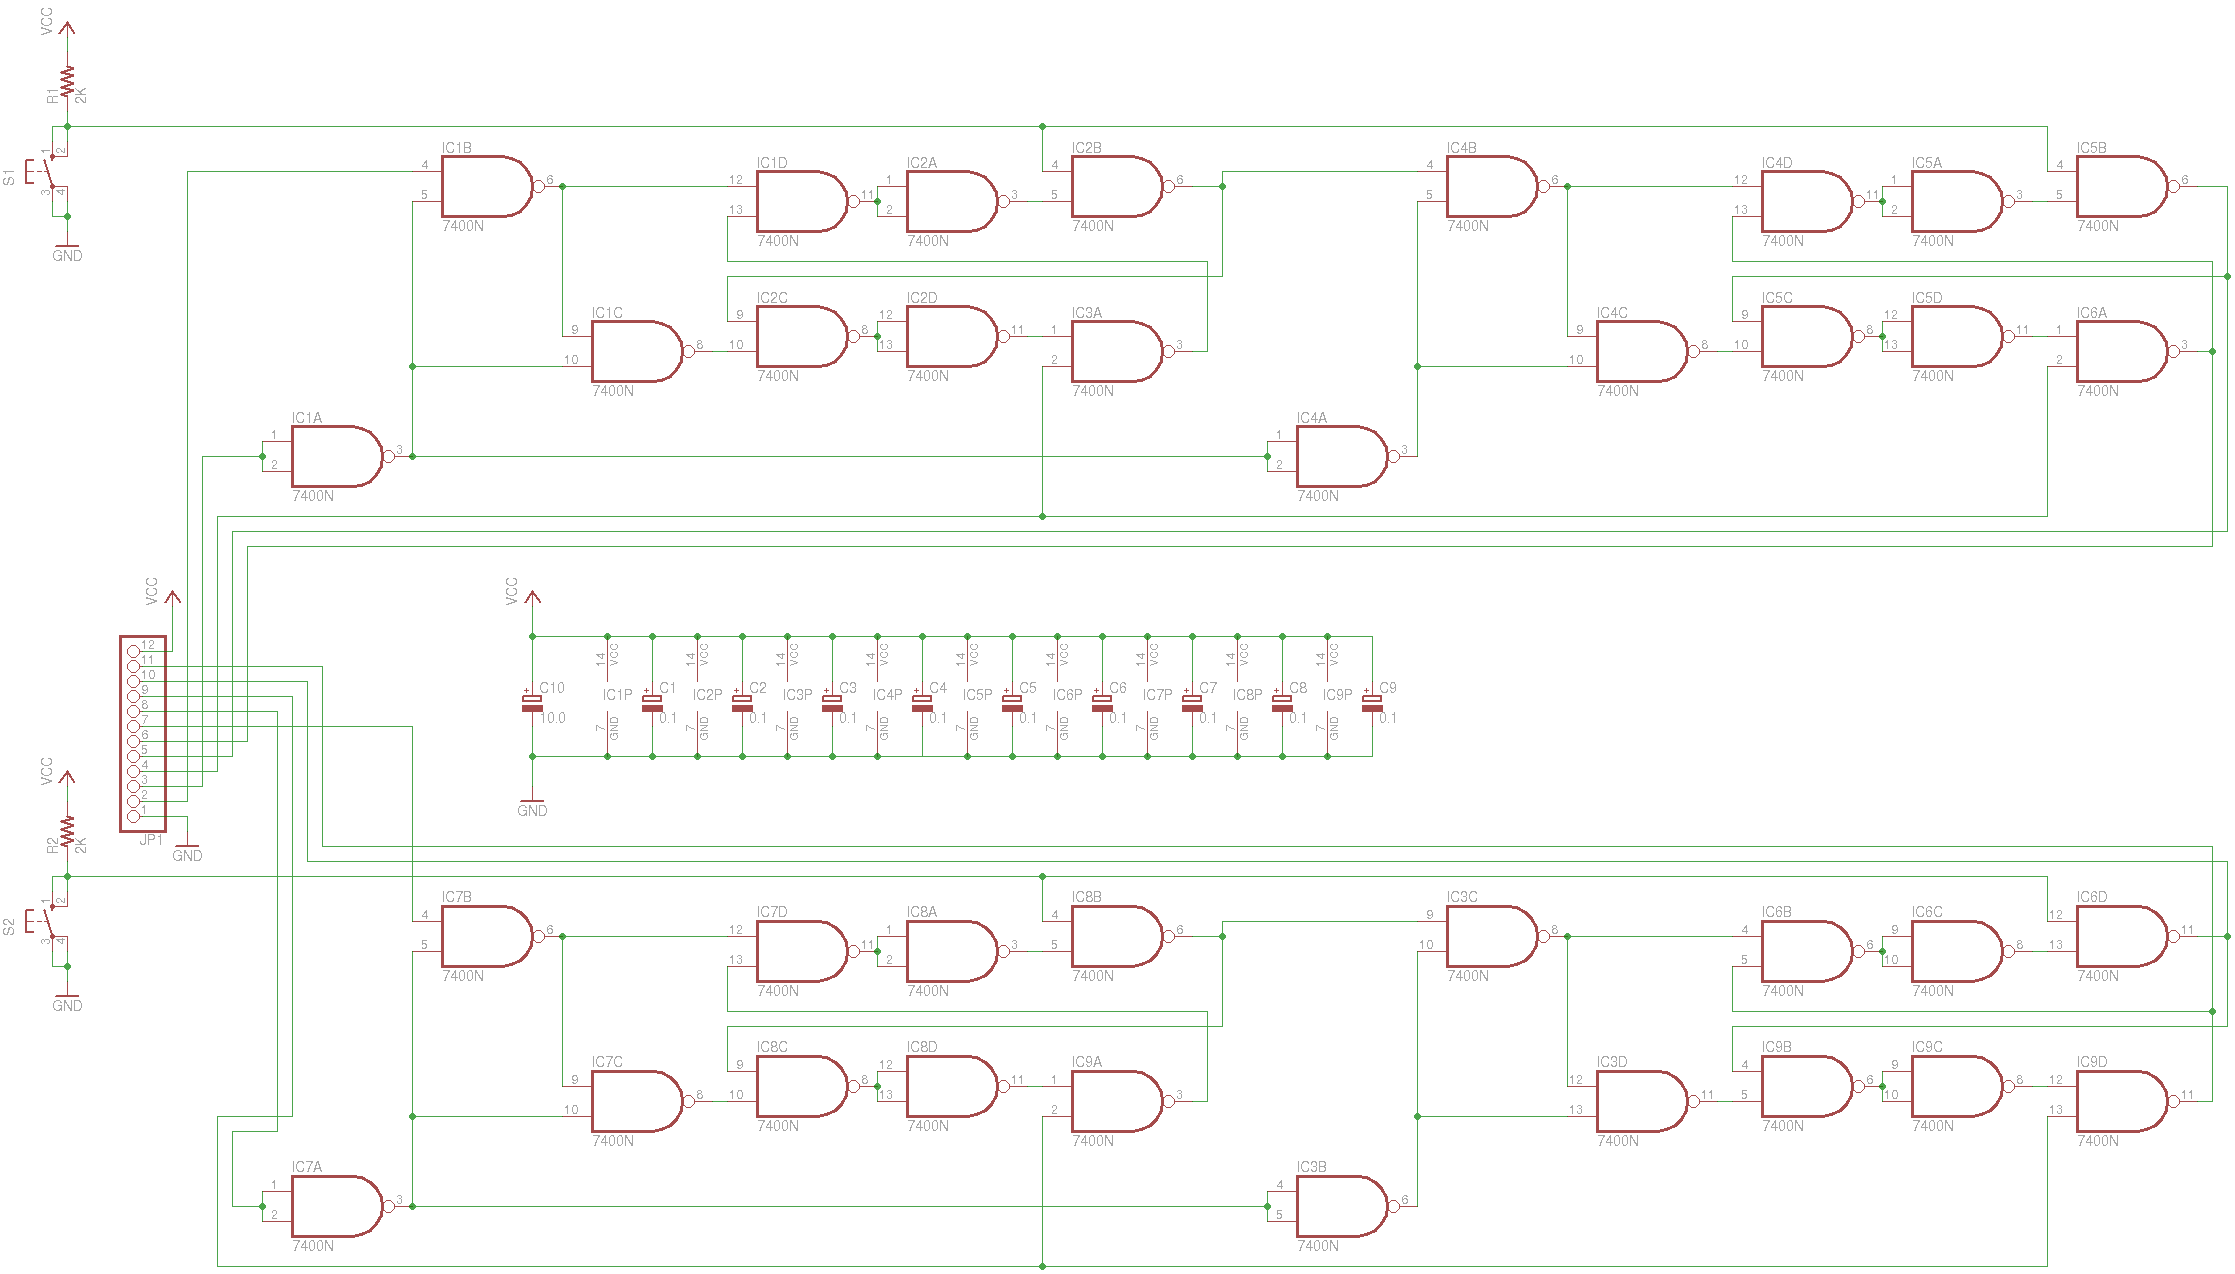 VCC
R1
2K
1
2
S1
3
4
GND
IC1B
4
5
6
7400N
IC1D
12
13
11
7400N
IC2A
1
2
3
7400N
IC2B
4
5
6
7400N
IC4B
4
5
6
7400N
IC4D
12
13
11
7400N
IC5A
1
2
3
7400N
IC5B
4
5
6
7400N
IC1C
9
10
8
7400N
IC2C
9
10
8
7400N
IC2D
12
13
11
7400N
IC3A
1
2
3
7400N
IC4C
9
10
8
7400N
IC5C
9
10
8
7400N
IC5D
12
13
11
7400N
IC6A
1
2
3
7400N
IC1A
1
2
3
7400N
IC4A
1
2
3
7400N
VCC
12
11
10
9
8
7
6
5
4
3
2
1
JP1
GND
VCC
C10
10.0
GND
14
VCC
IC1P
7
GND
C1
0.1
14
VCC
IC2P
7
GND
C2
0.1
14
VCC
IC3P
7
GND
C3
0.1
14
VCC
IC4P
7
GND
C4
0.1
14
VCC
IC5P
7
GND
C5
0.1
14
VCC
IC6P
7
GND
C6
0.1
14
VCC
IC7P
7
GND
C7
0.1
14
VCC
IC8P
7
GND
C8
0.1
14
VCC
IC9P
7
GND
C9
0.1
VCC
R2
2K
1
2
S2
3
4
GND
IC7B
4
5
6
7400N
IC7D
12
13
11
7400N
IC8A
1
2
3
7400N
IC8B
4
5
6
7400N
IC3C
9
10
8
7400N
IC6B
4
5
6
7400N
IC6C
9
10
8
7400N
IC6D
12
13
11
7400N
IC7C
9
10
8
7400N
IC8C
9
10
8
7400N
IC8D
12
13
11
7400N
IC9A
1
2
3
7400N
IC3D
12
13
11
7400N
IC9B
4
5
6
7400N
IC9C
9
10
8
7400N
IC9D
12
13
11
7400N
IC7A
1
2
3
7400N
IC3B
4
5
6
7400N